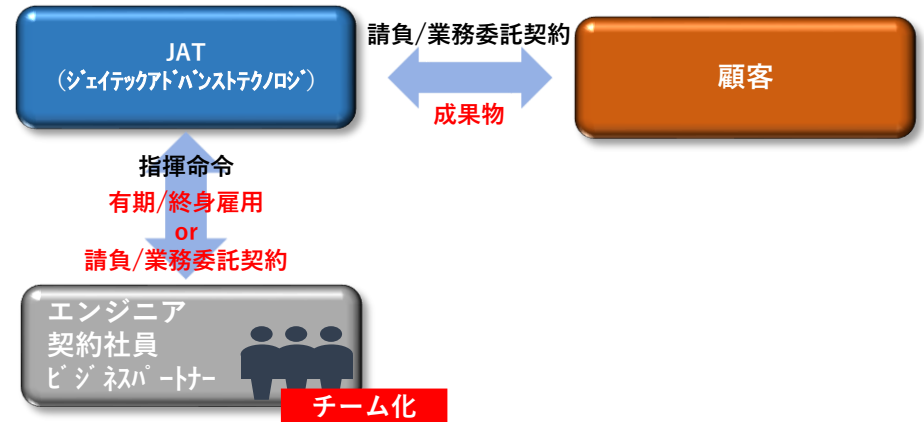 JAT
（ｼﾞｪｲﾃｯｸｱﾄﾞﾊﾞﾝｽﾄﾃｸﾉﾛｼﾞ）
請負/業務委託契約
成果物
顧客
指揮命令
有期/終身雇用
or
請負/業務委託契約
エンジニア
契約社員
ﾋﾞｼﾞﾈｽﾊﾟｰﾄﾅｰ
チーム化